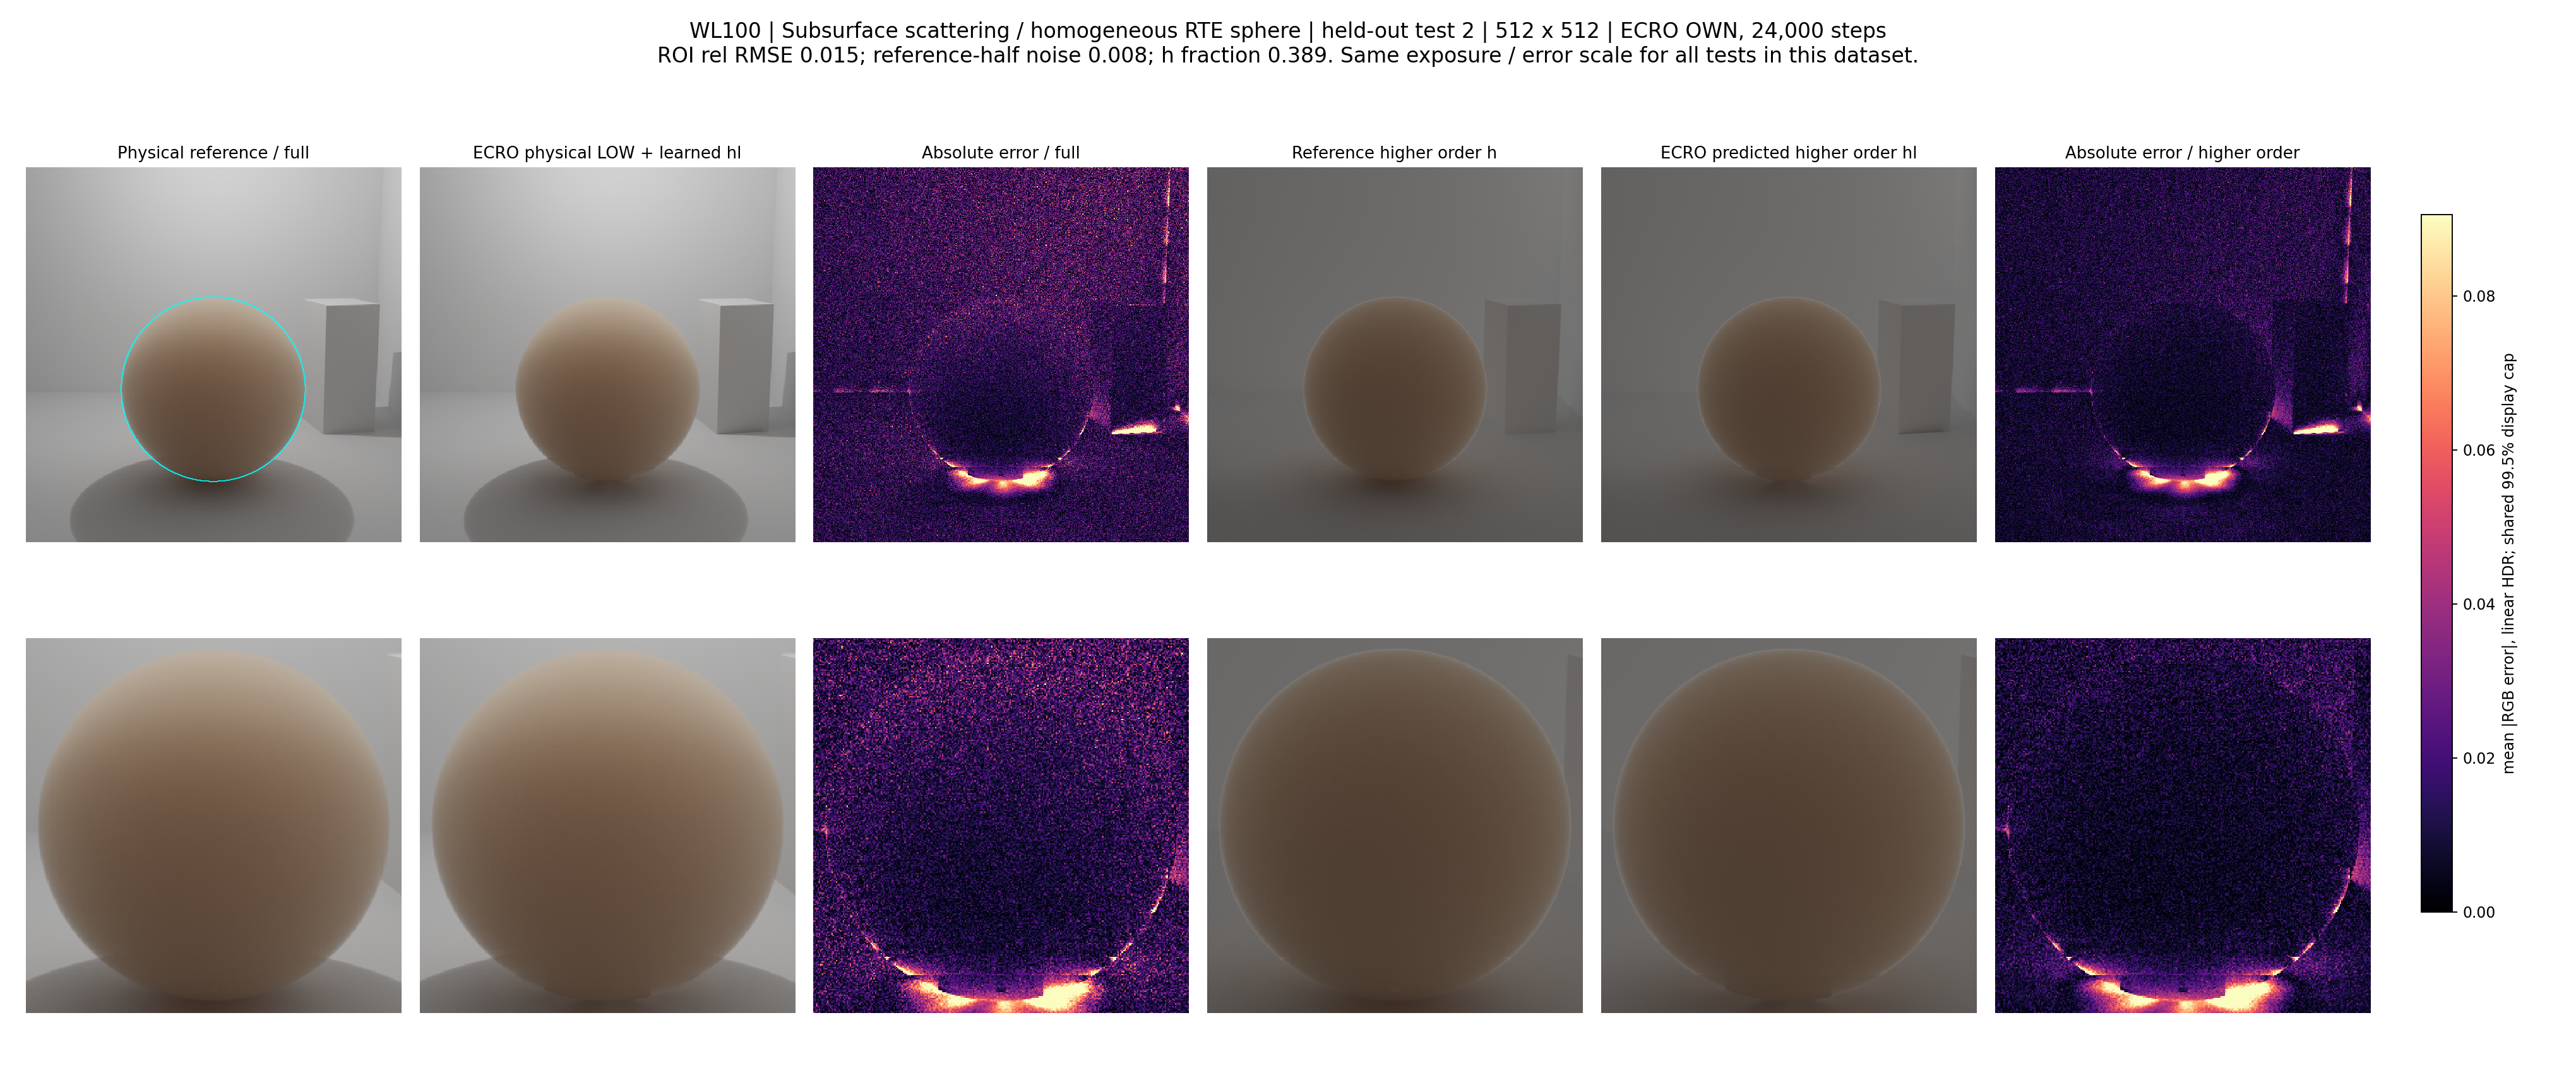 WL100 | Subsurface scattering / homogeneous RTE sphere | held-out test 2 | 512 x 512 | ECRO OWN, 24,000 steps
ROI rel RMSE 0.015; reference-half noise 0.008; h fraction 0.389. Same exposure / error scale for all tests in this dataset.
Physical reference / full
ECRO physical LOW + learned hl
Absolute error / full
Reference higher order h
ECRO predicted higher order hl
Absolute error / higher order
0.08
0.06
0.04
0.02
0.00
mean |RGB error|, linear HDR; shared 99.5% display cap